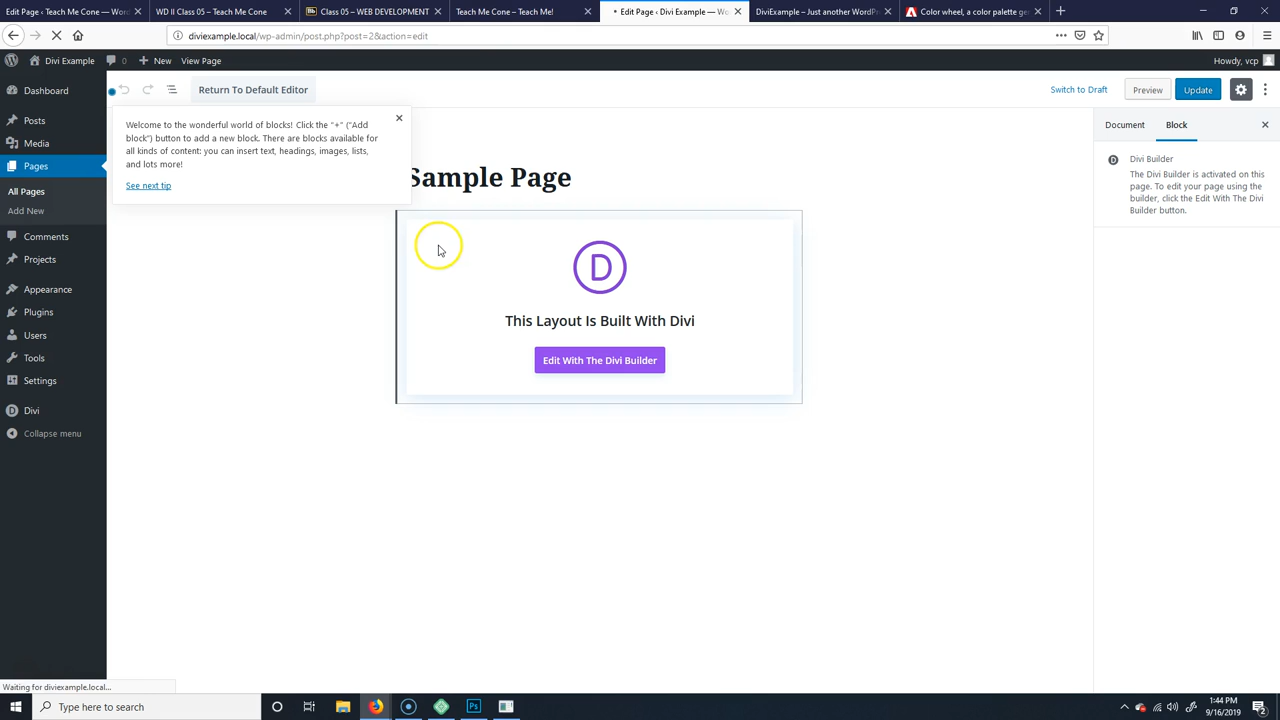 Edit Page ‹ Teach Me Cone — Wor
WD II Class 05 – Teach Me Cone
Class 05 – WEB DEVELOPMENT
Teach Me Cone – Teach Me!
Edit Page ‹ Divi Example — Wo
DiviExample – Just another WordPr
Color wheel, a color palette gen
diviexample.local/wp-admin/post.php?post=2&action=edit
Divi Example
0
New
View Page
Howdy, vcp
Dashboard
Posts
Media
Pages
All Pages
Add New
Comments
Projects
Appearance
Plugins
Users
Tools
Settings
Divi
Collapse menu
Return To Default Editor
Switch to Draft
Preview
Update
Welcome to the wonderful world of blocks! Click the “+” (“Add
block”) button to add a new block. There are blocks available for
all kinds of content: you can insert text, headings, images, lists,
and lots more!
See next tip
Sample Page
D
This Layout Is Built With Divi
Edit With The Divi Builder
Document
Block
Divi Builder
The Divi Builder is activated on this
page. To edit your page using the
builder, click the Edit With The Divi
Builder button.
Waiting for diviexample.local...
Type here to search
Ps
1:44 PM
9/16/2019
2